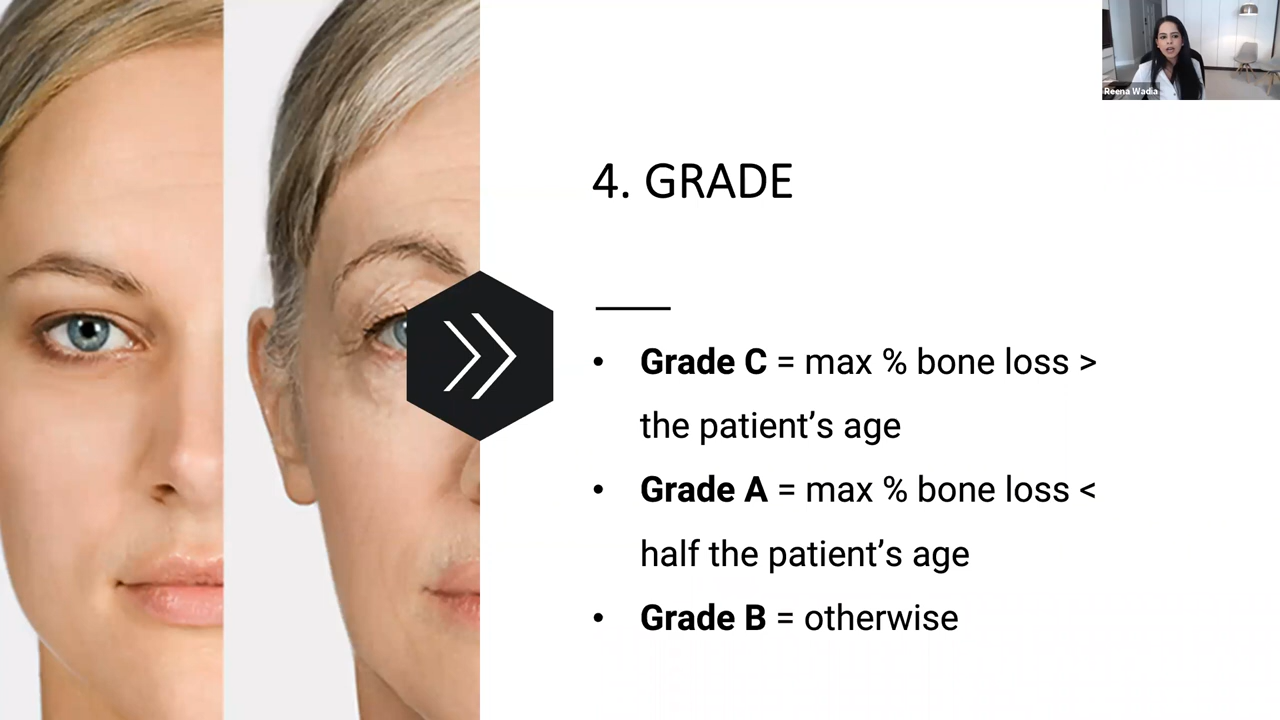 Reena Wadia
4. GRADE
• Grade C = max % bone loss >
the patient’s age
• Grade A = max % bone loss <
half the patient’s age
• Grade B = otherwise